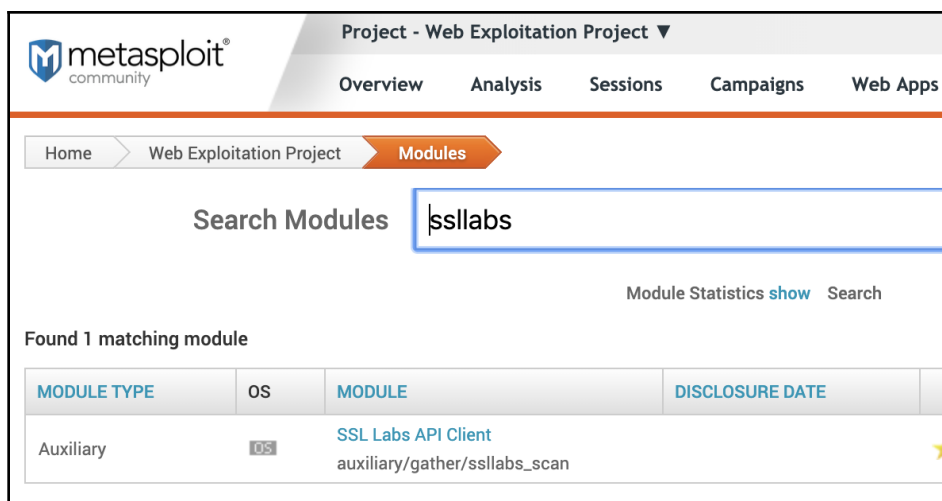 Project - Web Exploitation Project ▼
metasploit®
community
Overview Analysis Sessions Campaigns Web Apps
Home Web Exploitation Project Modules
Search Modules ssllabs
Module Statistics show Search
Found 1 matching module
MODULE TYPE OS MODULE DISCLOSURE DATE
SSL Labs API Client
Auxiliary OS
auxiliary/gather/ssllabs_scan